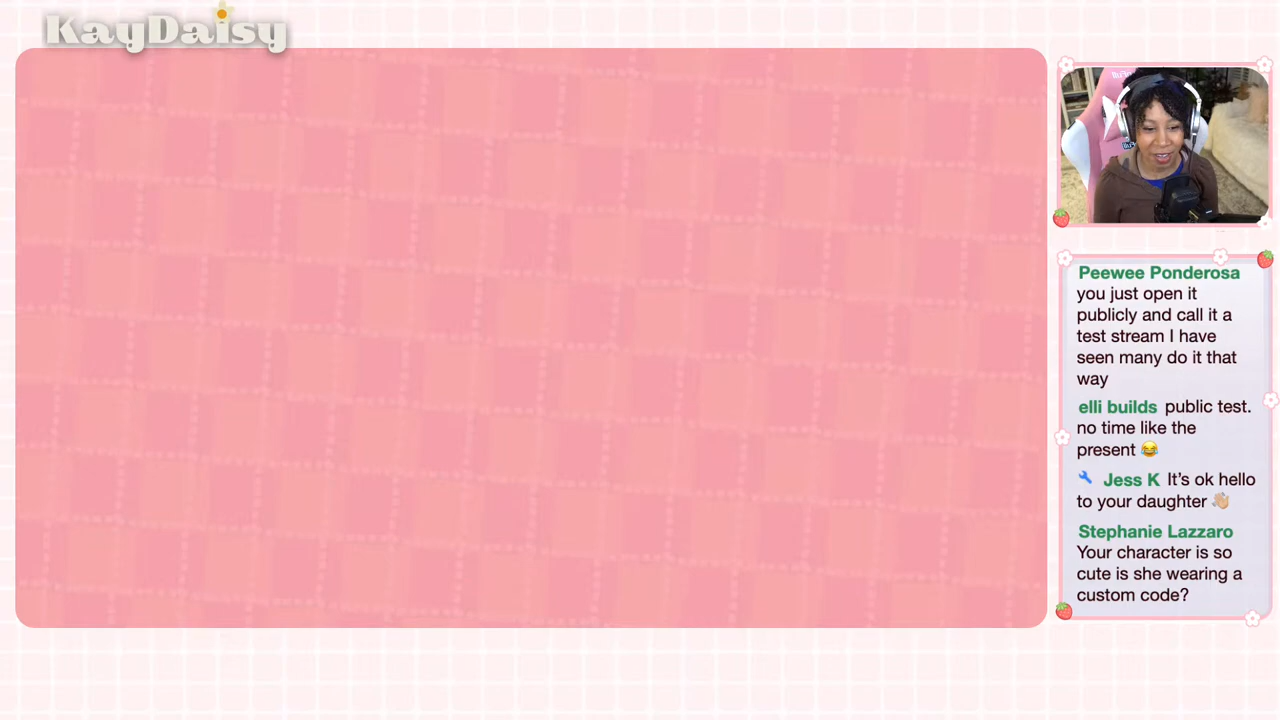 KayDaisy
Peewee Ponderosa
you just open it
publicly and call it a
test stream I have
seen many do it that
way
elli builds public test.
no time like the
present 😂
Jess K It’s ok hello
to your daughter 👋🏼
Stephanie Lazzaro
Your character is so
cute is she wearing a
custom code?